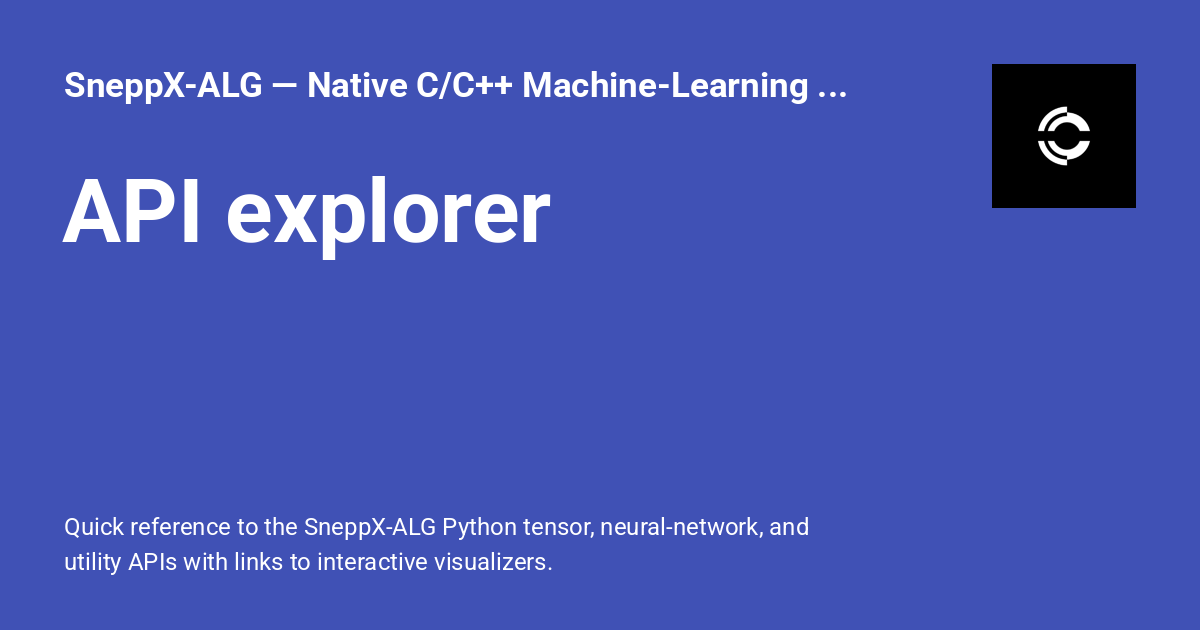 SneppX-ALG — Native C/C++ Machine-Learning ...
API explorer
Quick reference to the SneppX-ALG Python tensor, neural-network, and
utility APIs with links to interactive visualizers.